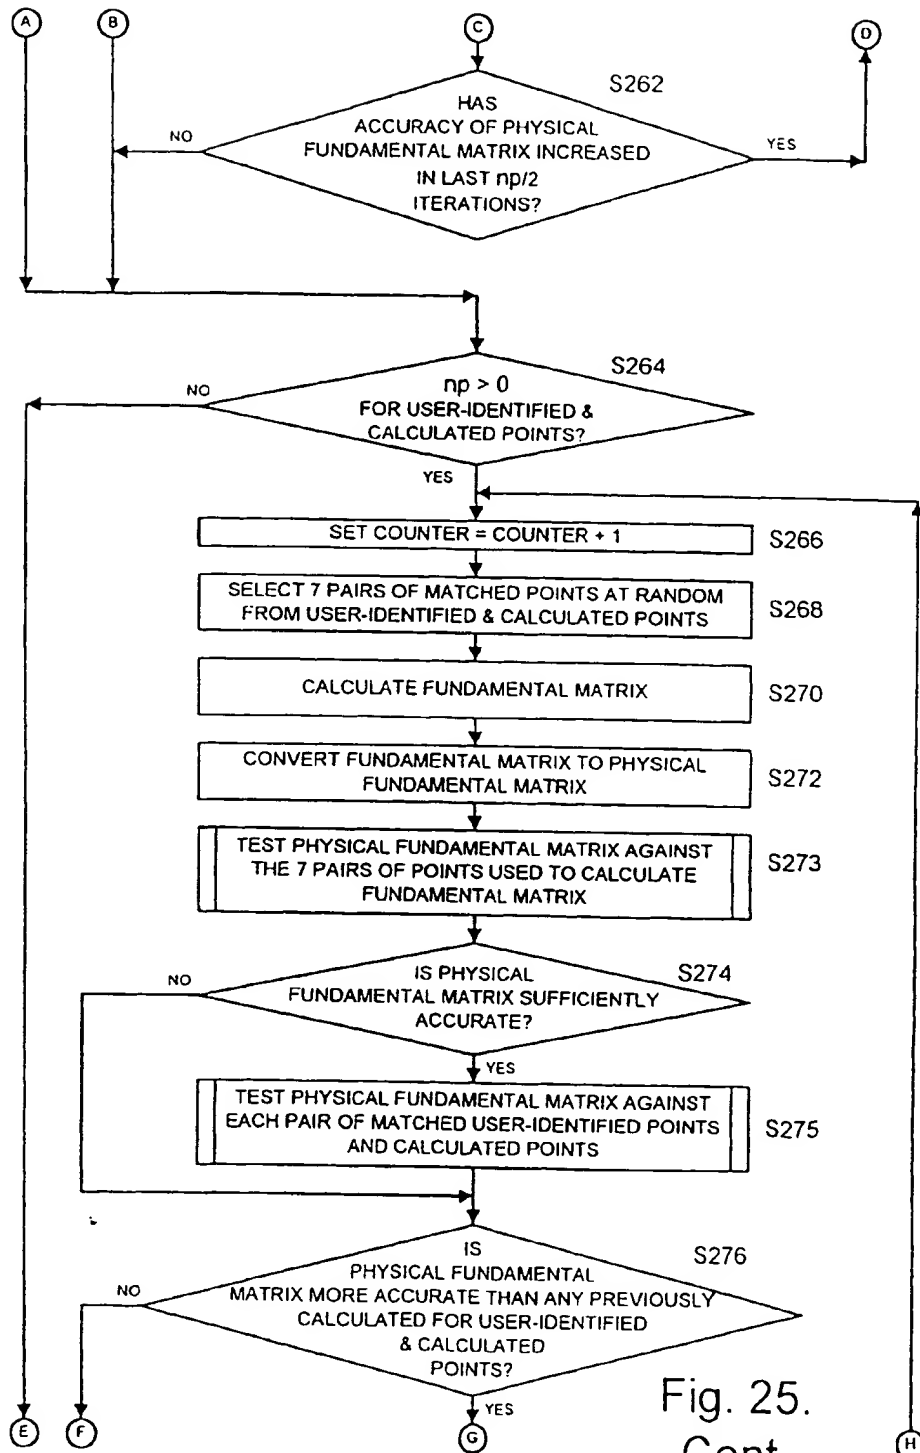 A
B
C
D
S262
HAS
ACCURACY OF PHYSICAL
FUNDAMENTAL MATRIX INCREASED
IN LAST np/2
ITERATIONS?
NO
YES
S264
np > 0
FOR USER-IDENTIFIED &
CALCULATED POINTS?
NO
YES
SET COUNTER = COUNTER + 1
S266
SELECT 7 PAIRS OF MATCHED POINTS AT RANDOM
FROM USER-IDENTIFIED & CALCULATED POINTS
S268
CALCULATE FUNDAMENTAL MATRIX
S270
CONVERT FUNDAMENTAL MATRIX TO PHYSICAL
FUNDAMENTAL MATRIX
S272
TEST PHYSICAL FUNDAMENTAL MATRIX AGAINST
THE 7 PAIRS OF POINTS USED TO CALCULATE
FUNDAMENTAL MATRIX
S273
IS PHYSICAL
FUNDAMENTAL MATRIX SUFFICIENTLY
ACCURATE?
S274
NO
YES
TEST PHYSICAL FUNDAMENTAL MATRIX AGAINST
EACH PAIR OF MATCHED USER-IDENTIFIED POINTS
AND CALCULATED POINTS
S275
IS
PHYSICAL FUNDAMENTAL
MATRIX MORE ACCURATE THAN ANY PREVIOUSLY
CALCULATED FOR USER-IDENTIFIED
& CALCULATED
POINTS?
S276
NO
YES
Fig. 25.
Cont.
E
F
G
H